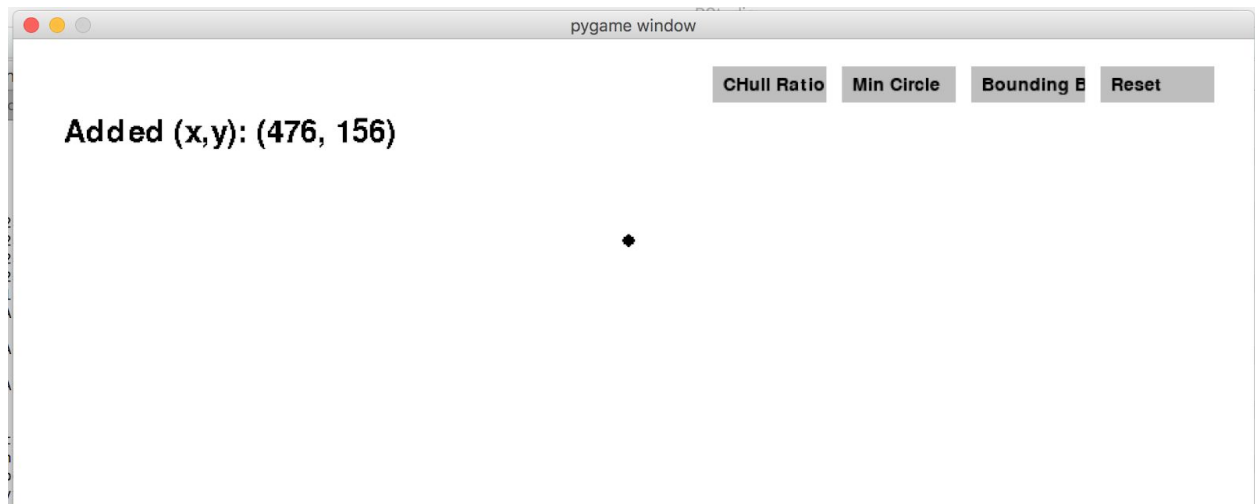 pygame window
CHull Ratio Min Circle Bounding B Reset
Added (x,y): (476, 156)